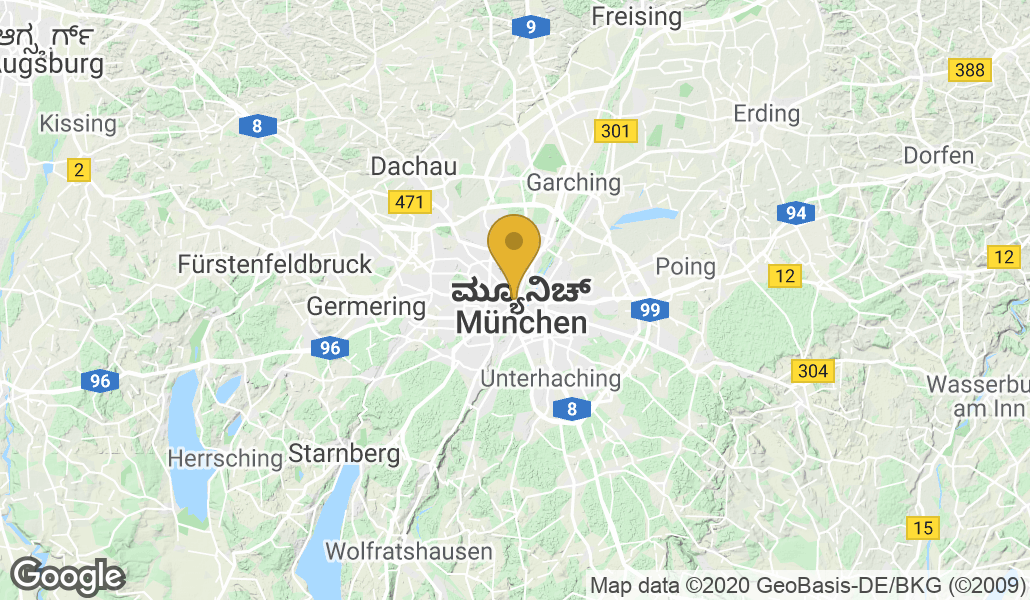 Freising
9
ಆಗ್ಸ್ಬರ್ಗ್
Augsburg
388
Kissing
8
301
Erding
2
Dachau
Dorfen
471
Garching
94
12
Fürstenfeldbruck
Poing
12
ಮ್ಯೂನಿಚ್
München
Germering
99
96
96
Unterhaching
304
Wasserbu
am Inn
8
Herrsching
Starnberg
15
Wolfratshausen
Google
Map data ©2020 GeoBasis-DE/BKG (©2009)